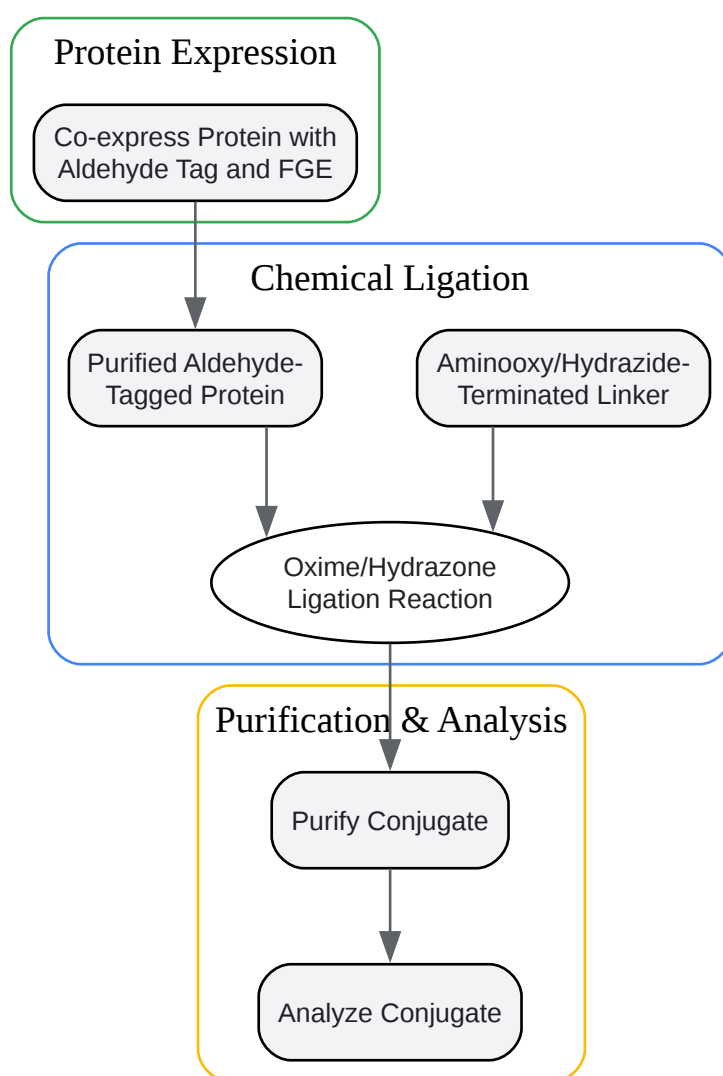 Protein Expression
Co-express Protein with
Aldehyde Tag and FGE
Chemical Ligation
Purified Aldehyde-
Tagged Protein
Aminooxy/Hydrazide-
Terminated Linker
Oxime/Hydrazone
Ligation Reaction
Purification & Analysis
Purify Conjugate
Analyze Conjugate